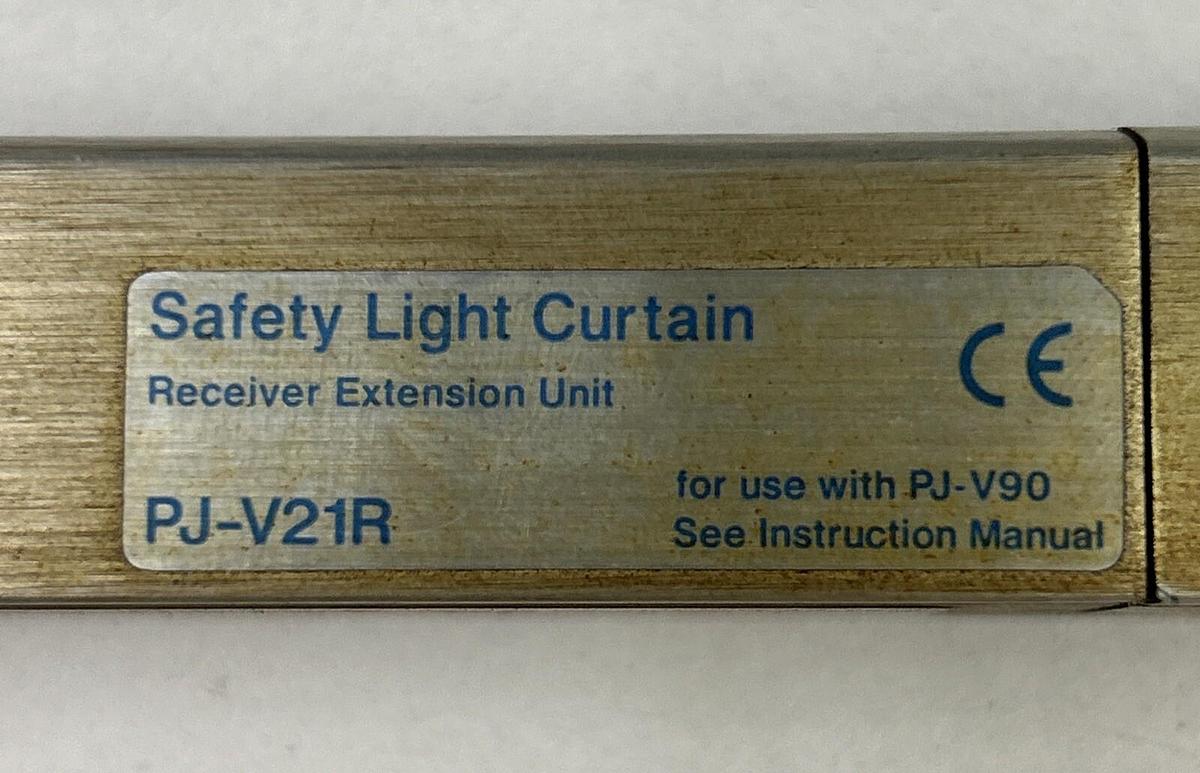 Safety Light Curtain
CE
Receiver Extension Unit
PJ-V21R
for use with PJ-V90
See Instruction Manual